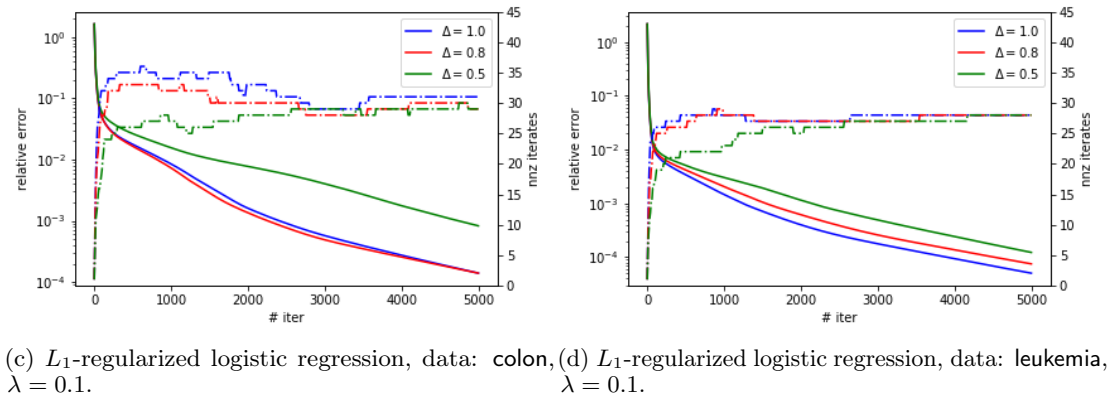 Δ = 1.0
Δ = 0.8
Δ = 0.5
10⁰
10⁻¹
10⁻²
10⁻³
10⁻⁴
relative error
0 1000 2000 3000 4000 5000
# iter
45
40
35
30
25
20
15
10
5
0
nnz iterates
Δ = 1.0
Δ = 0.8
Δ = 0.5
10⁰
10⁻¹
10⁻²
10⁻³
10⁻⁴
relative error
0 1000 2000 3000 4000 5000
# iter
45
40
35
30
25
20
15
10
5
0
nnz iterates
(c) L₁-regularized logistic regression, data: colon,
λ = 0.1.
(d) L₁-regularized logistic regression, data: leukemia,
λ = 0.1.